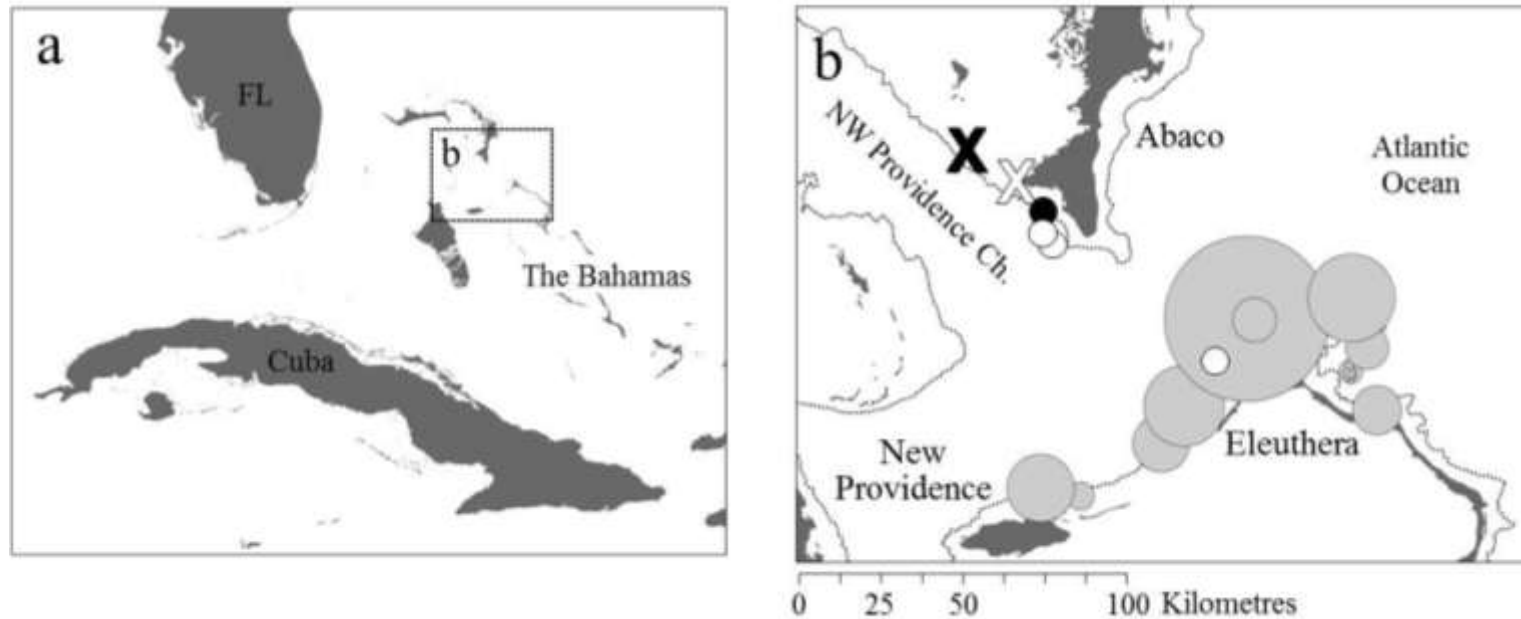 a
FL
b
The Bahamas
Cuba
b
NW Providence Ch.
X
X
Abaco
Atlantic
Ocean
New
Providence
Eleuthera
0 25 50 100 Kilometres